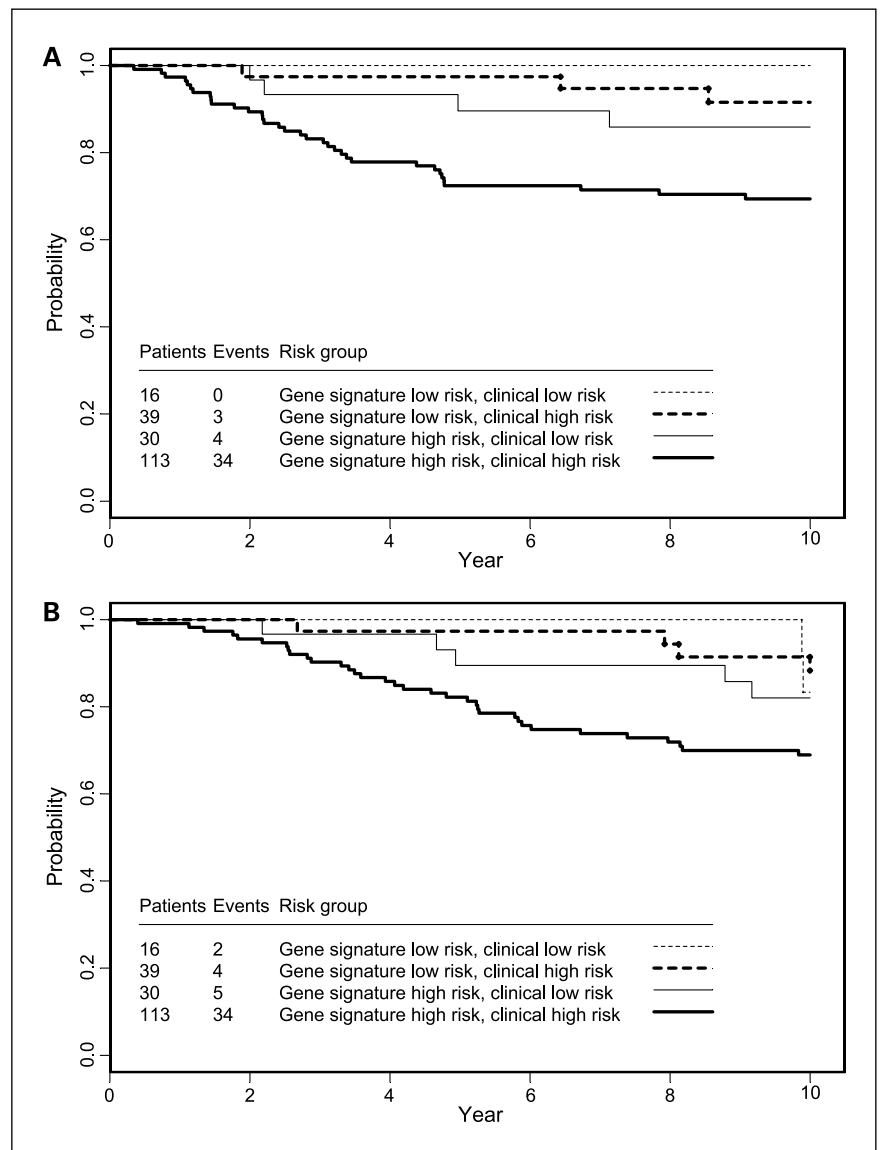 A
1.0
0.8
0.6
0.4
0.2
0.0
Probability
Patients Events Risk group
16 0 Gene signature low risk, clinical low risk
39 3 Gene signature low risk, clinical high risk
30 4 Gene signature high risk, clinical low risk
113 34 Gene signature high risk, clinical high risk
0 2 4 6 8 10
Year
B
1.0
0.8
0.6
0.4
0.2
0.0
Probability
Patients Events Risk group
16 2 Gene signature low risk, clinical low risk
39 4 Gene signature low risk, clinical high risk
30 5 Gene signature high risk, clinical low risk
113 34 Gene signature high risk, clinical high risk
0 2 4 6 8 10
Year